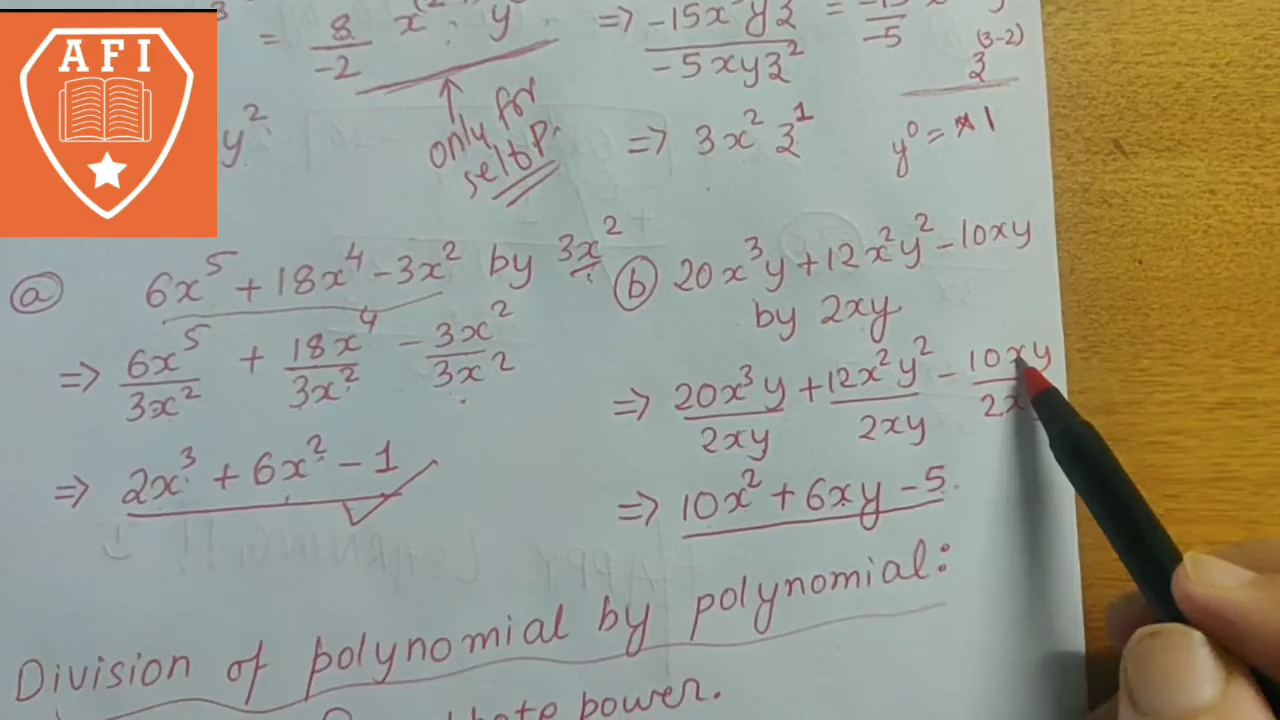 AFI
= 8/-2 x y => -15x yz/-5xyz² = /-5 z^(3-2)
y²
only for
=> 3x² z¹ y⁰ = 1
(a) 6x⁵ + 18x⁴ - 3x² by 3x² (b) 20x³y + 12x²y² - 10xy
by 2xy
=> 6x⁵/3x² + 18x⁴/3x² - 3x²/3x² => 20x³y/2xy + 12x²y²/2xy - 10xy/2x
=> 2x³ + 6x² - 1 => 10x² + 6xy - 5
Division of polynomial by polynomial:
power.